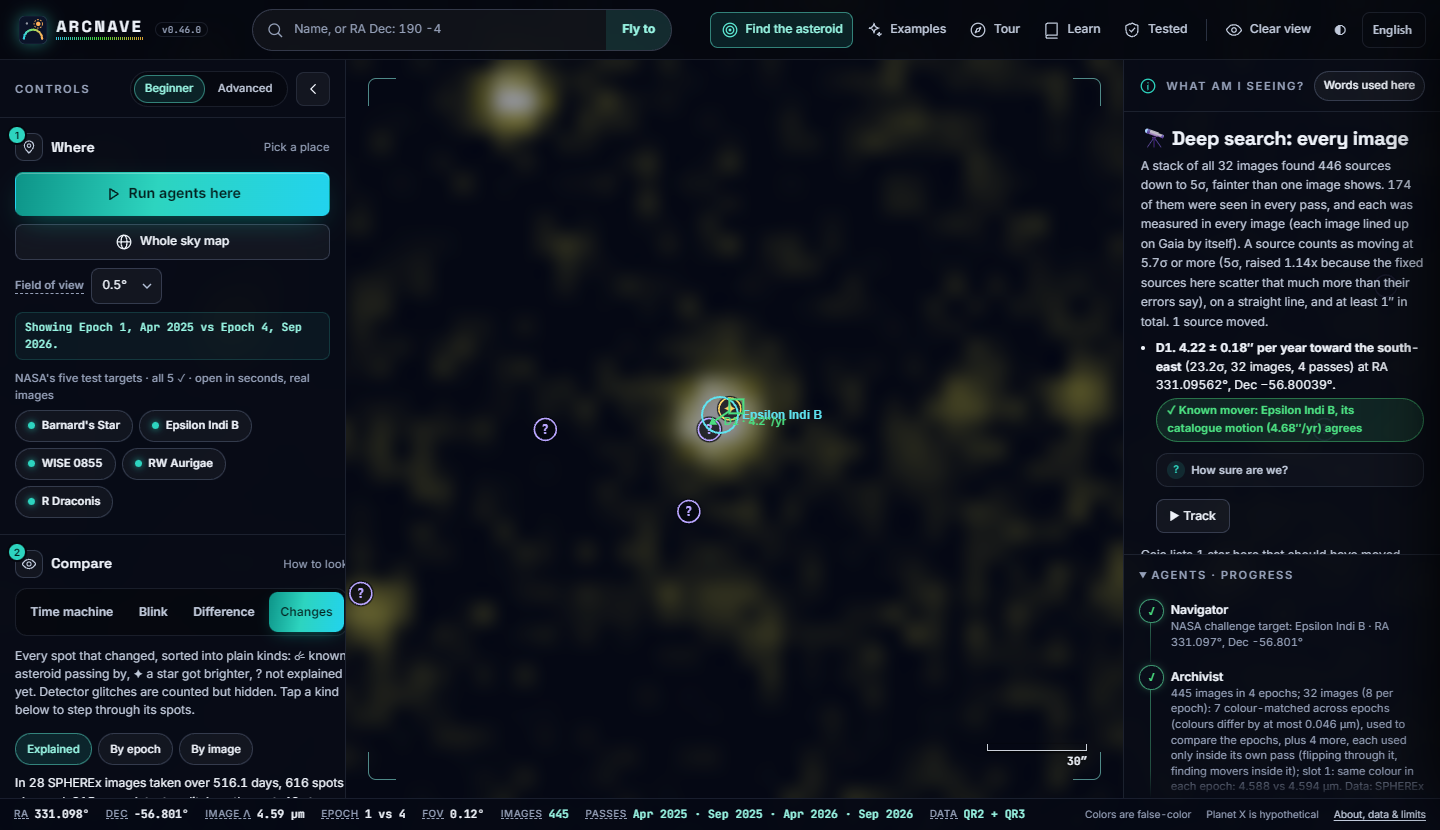 ARCNAVE v0.46.0 Name, or RA Dec: 190 -4 Fly to Find the asteroid Examples Tour Learn Tested Clear view English
CONTROLS Beginner Advanced
1 Where Pick a place
Run agents here
Whole sky map
Field of view 0.5°
Showing Epoch 1, Apr 2025 vs Epoch 4, Sep
2026.
NASA's five test targets · all 5 ✓ · open in seconds, real
images
Barnard's Star Epsilon Indi B
WISE 0855 RW Aurigae
R Draconis
2 Compare How to look
Time machine Blink Difference Changes
Every spot that changed, sorted into plain kinds: ☄ known
asteroid passing by, ✦ a star got brighter, ? not explained
yet. Detector glitches are counted but hidden. Tap a kind
below to step through its spots.
Explained By epoch By image
In 28 SPHEREx images taken over 516.1 days, 616 spots
Epsilon Indi B
4.2"/yr
?
?
?
?
30″
WHAT AM I SEEING? Words used here
Deep search: every image
A stack of all 32 images found 446 sources
down to 5σ, fainter than one image shows. 174
of them were seen in every pass, and each was
measured in every image (each image lined up
on Gaia by itself). A source counts as moving at
5.7σ or more (5σ, raised 1.14x because the fixed
sources here scatter that much more than their
errors say), on a straight line, and at least 1″ in
total. 1 source moved.
• D1. 4.22 ± 0.18″ per year toward the south-
east (23.2σ, 32 images, 4 passes) at RA
331.09562°, Dec −56.80039°.
✓ Known mover: Epsilon Indi B, its
catalogue motion (4.68″/yr) agrees
? How sure are we?
▶ Track
Gaia lists 1 star here that should have moved
▼ AGENTS · PROGRESS
✓ Navigator
NASA challenge target: Epsilon Indi B · RA
331.097°, Dec −56.801°
✓ Archivist
445 images in 4 epochs; 32 images (8 per
epoch): 7 colour-matched across epochs
(colours differ by at most 0.046 μm), used to
compare the epochs, plus 4 more, each used
only inside its own pass (flipping through it,
finding movers inside it); slot 1: same colour in
each epoch: 4.588 vs 4.594 μm. Data: SPHEREx
RA 331.098° DEC -56.801° IMAGE Λ 4.59 μm EPOCH 1 vs 4 FOV 0.12° IMAGES 445 PASSES Apr 2025 · Sep 2025 · Apr 2026 · Sep 2026 DATA QR2 + QR3 Colors are false-color Planet X is hypothetical About, data & limits